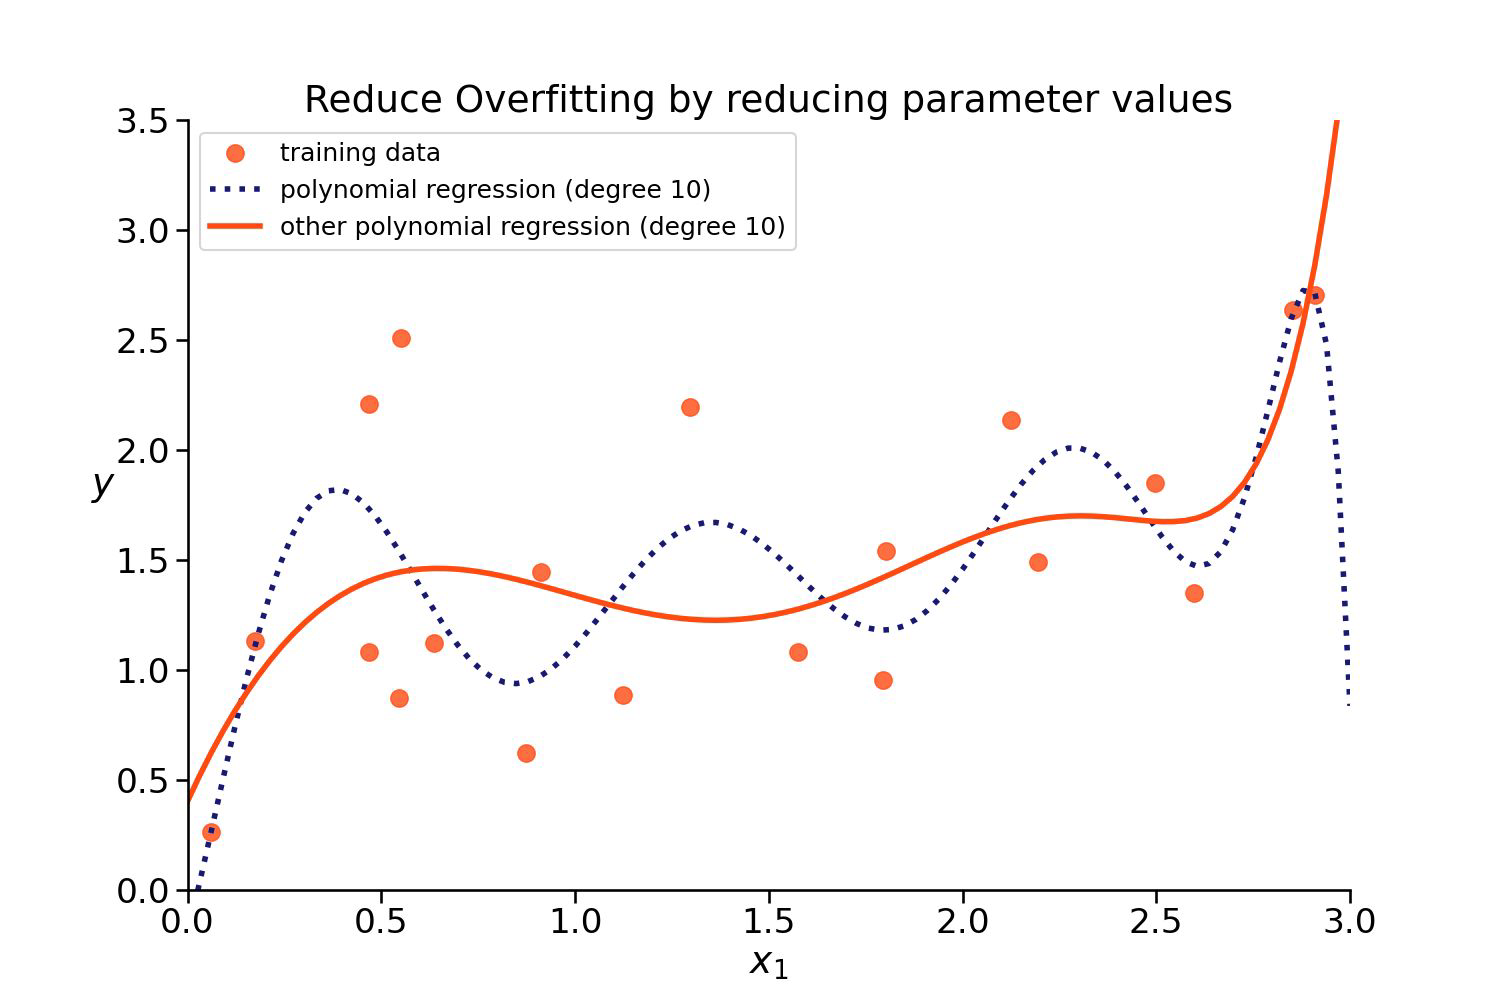 Reduce Overfitting by reducing parameter values
training data
polynomial regression (degree 10)
other polynomial regression (degree 10)
3.5
3.0
2.5
2.0
y
1.5
1.0
0.5
0.0
0.0 0.5 1.0 1.5 2.0 2.5 3.0
x₁